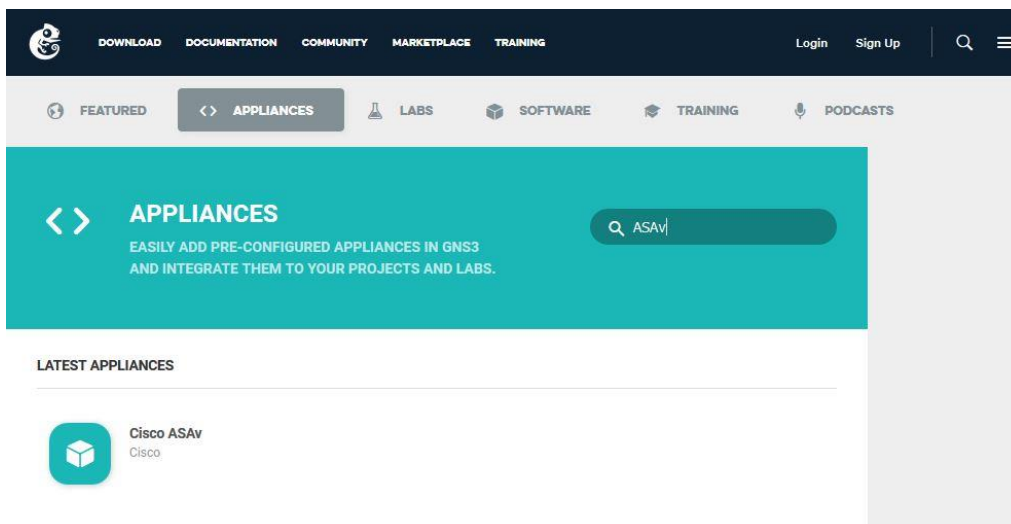 DOWNLOAD DOCUMENTATION COMMUNITY MARKETPLACE TRAINING Login Sign Up
FEATURED <> APPLIANCES LABS SOFTWARE TRAINING PODCASTS
APPLIANCES
EASILY ADD PRE-CONFIGURED APPLIANCES IN GNS3
AND INTEGRATE THEM TO YOUR PROJECTS AND LABS.
ASAv
LATEST APPLIANCES
Cisco ASAv
Cisco